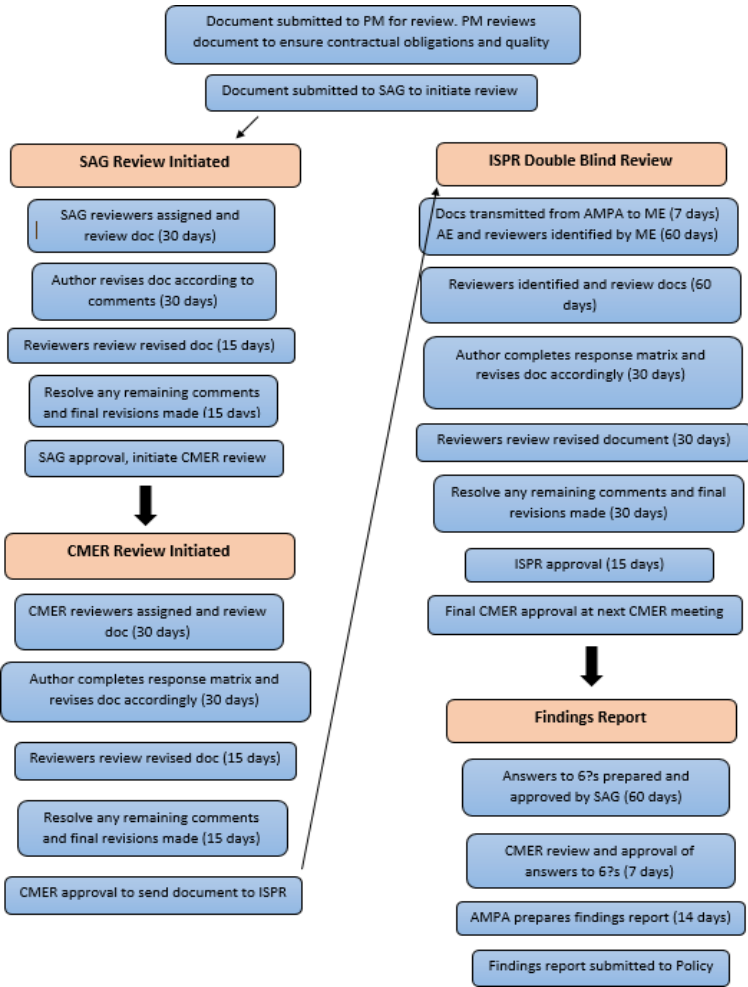 Document submitted to PM for review. PM reviews
document to ensure contractual obligations and quality
Document submitted to SAG to initiate review
SAG Review Initiated
SAG reviewers assigned and
review doc (30 days)
Author revises doc according to
comments (30 days)
Reviewers review revised doc (15 days)
Resolve any remaining comments
and final revisions made (15 days)
SAG approval, initiate CMER review
CMER Review Initiated
CMER reviewers assigned and review
doc (30 days)
Author completes response matrix and
revises doc accordingly (30 days)
Reviewers review revised doc (15 days)
Resolve any remaining comments
and final revisions made (15 days)
CMER approval to send document to ISPR
ISPR Double Blind Review
Docs transmitted from AMPA to ME (7 days)
AE and reviewers identified by ME (60 days)
Reviewers identified and review docs (60
days)
Author completes response matrix and
revises doc accordingly (30 days)
Reviewers review revised document (30 days)
Resolve any remaining comments and final
revisions made (30 days)
ISPR approval (15 days)
Final CMER approval at next CMER meeting
Findings Report
Answers to 6?s prepared and
approved by SAG (60 days)
CMER review and approval of
answers to 6?s (7 days)
AMPA prepares findings report (14 days)
Findings report submitted to Policy